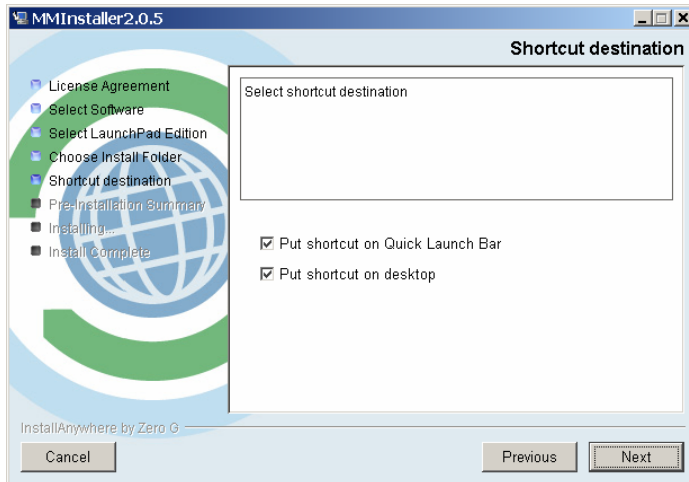 MMInstaller2.0.5
Shortcut destination
License Agreement
Select Software
Select LaunchPad Edition
Choose Install Folder
Shortcut destination
Pre-Installation Summary
Installing...
Install Complete
Select shortcut destination
Put shortcut on Quick Launch Bar
Put shortcut on desktop
InstallAnywhere by Zero G
Cancel
Previous
Next